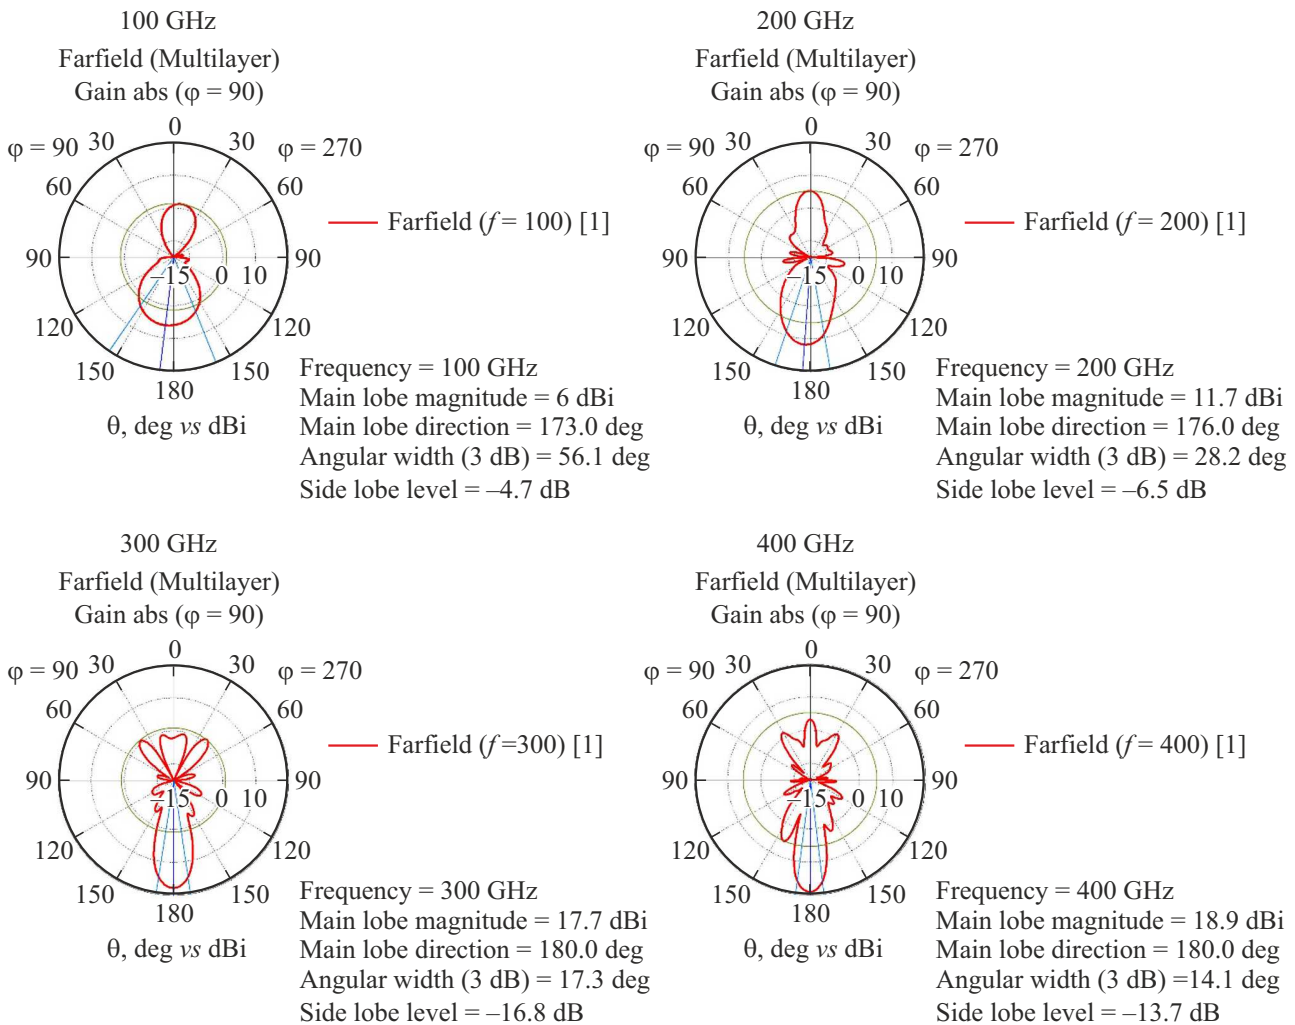 100 GHz
Farfield (Multilayer)
Gain abs (φ = 90)
0
φ = 90 30 30 φ = 270
60 60
Farfield (f = 100) [1]
90 –15 0 10 90
120 120
150 150
180
θ, deg vs dBi
Frequency = 100 GHz
Main lobe magnitude = 6 dBi
Main lobe direction = 173.0 deg
Angular width (3 dB) = 56.1 deg
Side lobe level = –4.7 dB
200 GHz
Farfield (Multilayer)
Gain abs (φ = 90)
0
φ = 90 30 30 φ = 270
60 60
Farfield (f = 200) [1]
90 –15 0 10 90
120 120
150 150
180
θ, deg vs dBi
Frequency = 200 GHz
Main lobe magnitude = 11.7 dBi
Main lobe direction = 176.0 deg
Angular width (3 dB) = 28.2 deg
Side lobe level = –6.5 dB
300 GHz
Farfield (Multilayer)
Gain abs (φ = 90)
0
φ = 90 30 30 φ = 270
60 60
Farfield (f =300) [1]
90 –15 0 10 90
120 120
150 150
180
θ, deg vs dBi
Frequency = 300 GHz
Main lobe magnitude = 17.7 dBi
Main lobe direction = 180.0 deg
Angular width (3 dB) = 17.3 deg
Side lobe level = –16.8 dB
400 GHz
Farfield (Multilayer)
Gain abs (φ = 90)
0
φ = 90 30 30 φ = 270
60 60
Farfield (f = 400) [1]
90 –15 0 10 90
120 120
150 150
180
θ, deg vs dBi
Frequency = 400 GHz
Main lobe magnitude = 18.9 dBi
Main lobe direction = 180.0 deg
Angular width (3 dB) =14.1 deg
Side lobe level = –13.7 dB